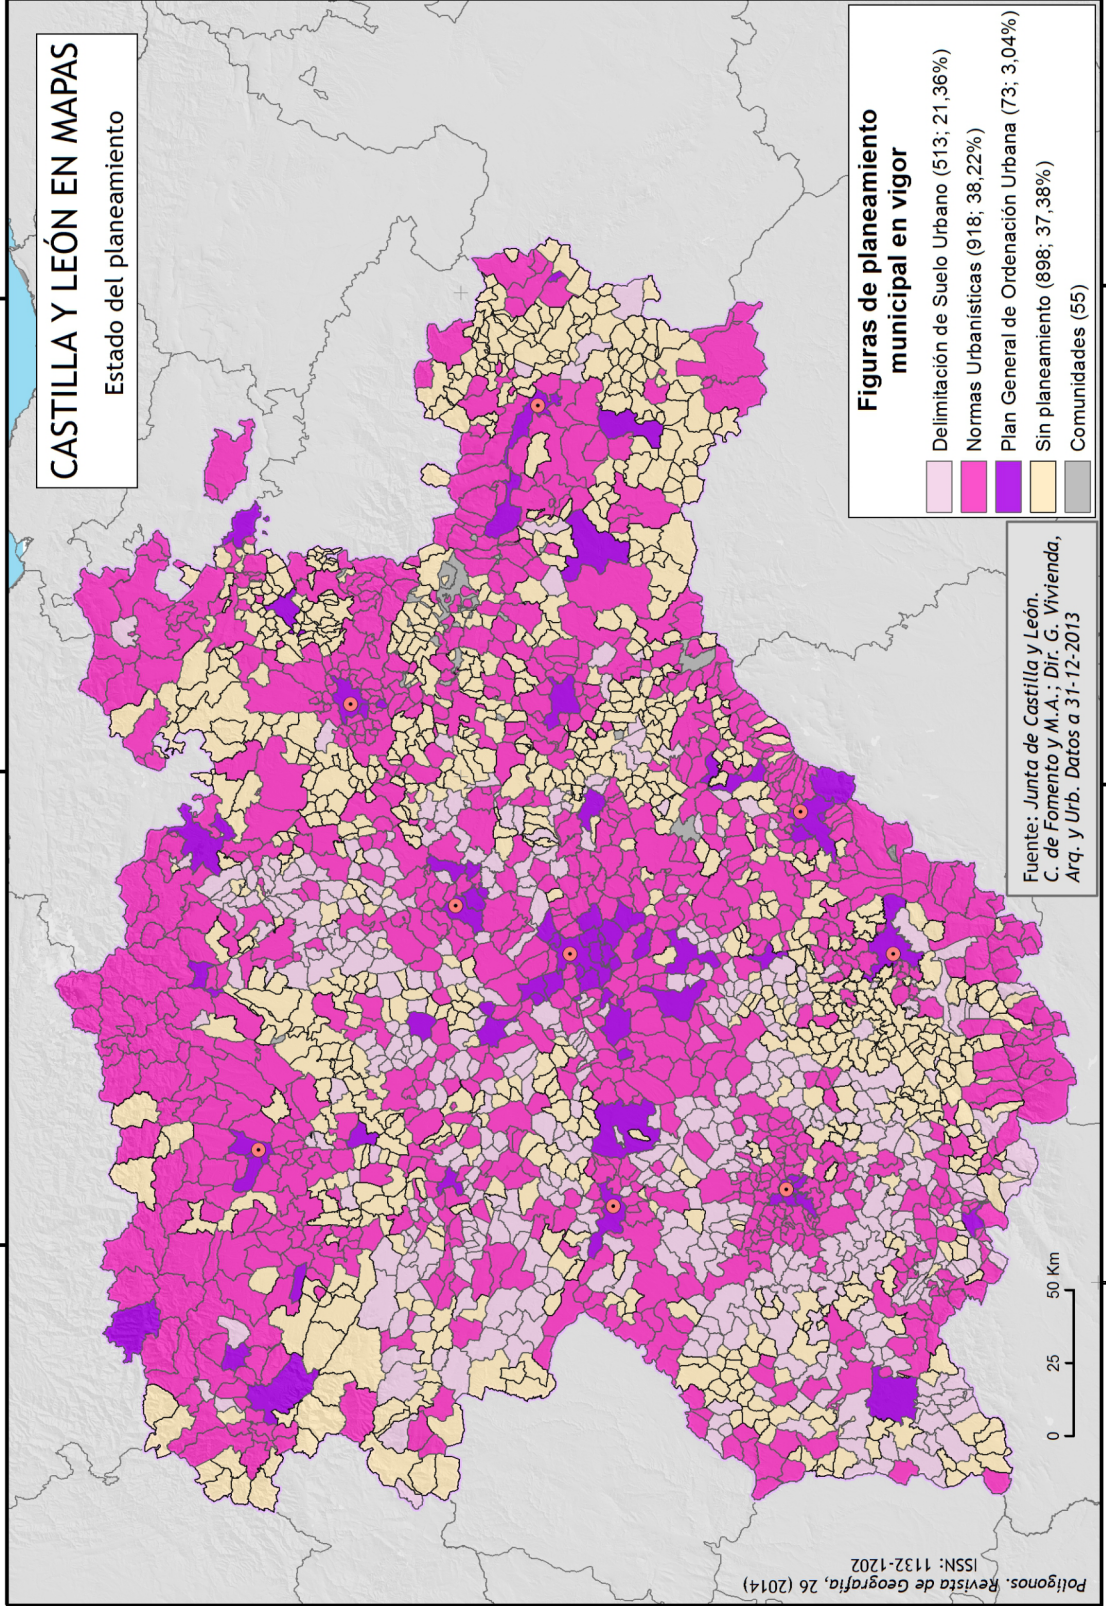 CASTILLA Y LEÓN EN MAPAS
Estado del planeamiento
Figuras de planeamiento
municipal en vigor
Delimitación de Suelo Urbano (513; 21,36%)
Normas Urbanísticas (918; 38,22%)
Plan General de Ordenación Urbana (73; 3,04%)
Sin planeamiento (898; 37,38%)
Comunidades (55)
Fuente: Junta de Castilla y León.
C. de Fomento y M.A.; Dir. G. Vivienda,
Arq. y Urb. Datos a 31-12-2013
0 25 50 Km
Polígonos. Revista de Geografía, 26 (2014)
ISSN: 1132-1202